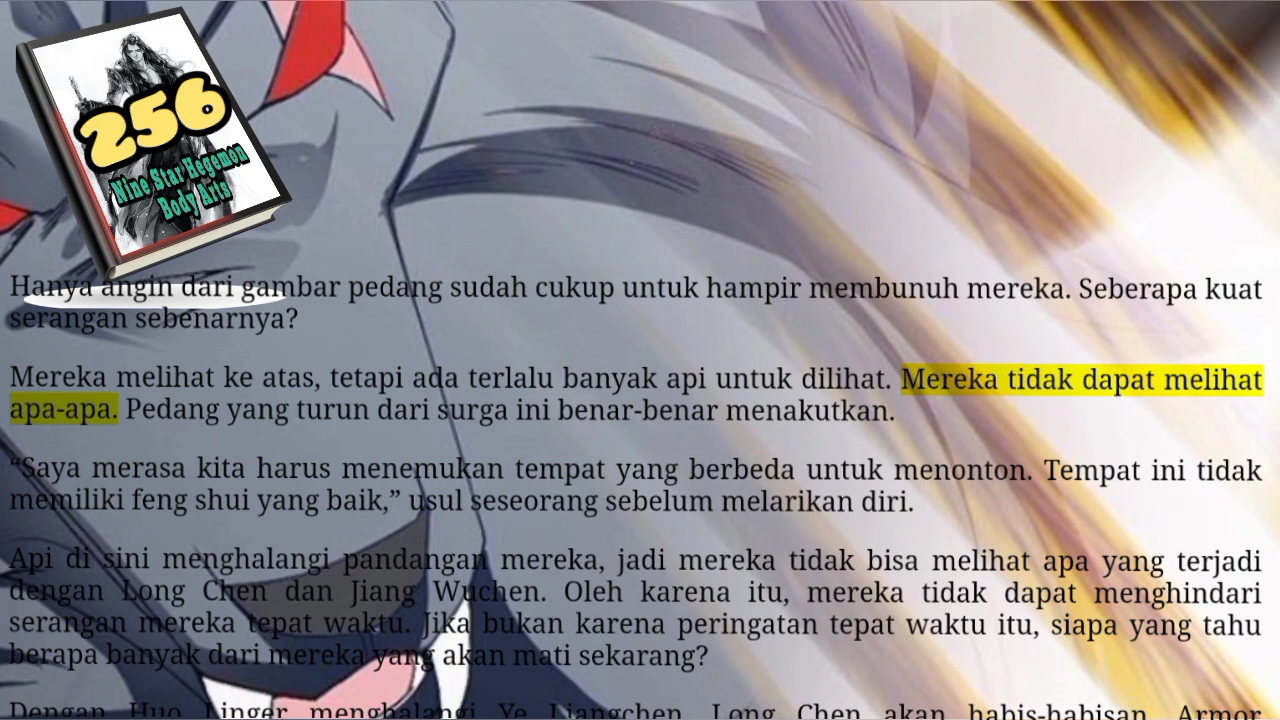 256
Nine Star Hegemon
Body Arts
Hanya angin dari gambar pedang sudah cukup untuk hampir membunuh mereka. Seberapa kuat
serangan sebenarnya?
Mereka melihat ke atas, tetapi ada terlalu banyak api untuk dilihat. Mereka tidak dapat melihat
apa-apa. Pedang yang turun dari surga ini benar-benar menakutkan.
“Saya merasa kita harus menemukan tempat yang berbeda untuk menonton. Tempat ini tidak
memiliki feng shui yang baik,” usul seseorang sebelum melarikan diri.
Api di sini menghalangi pandangan mereka, jadi mereka tidak bisa melihat apa yang terjadi
dengan Long Chen dan Jiang Wuchen. Oleh karena itu, mereka tidak dapat menghindari
serangan mereka tepat waktu. Jika bukan karena peringatan tepat waktu itu, siapa yang tahu
berapa banyak dari mereka yang akan mati sekarang?
Dengan Huo Linger menghalangi Ye Liangchen, Long Chen akan habis-habisan. Armor